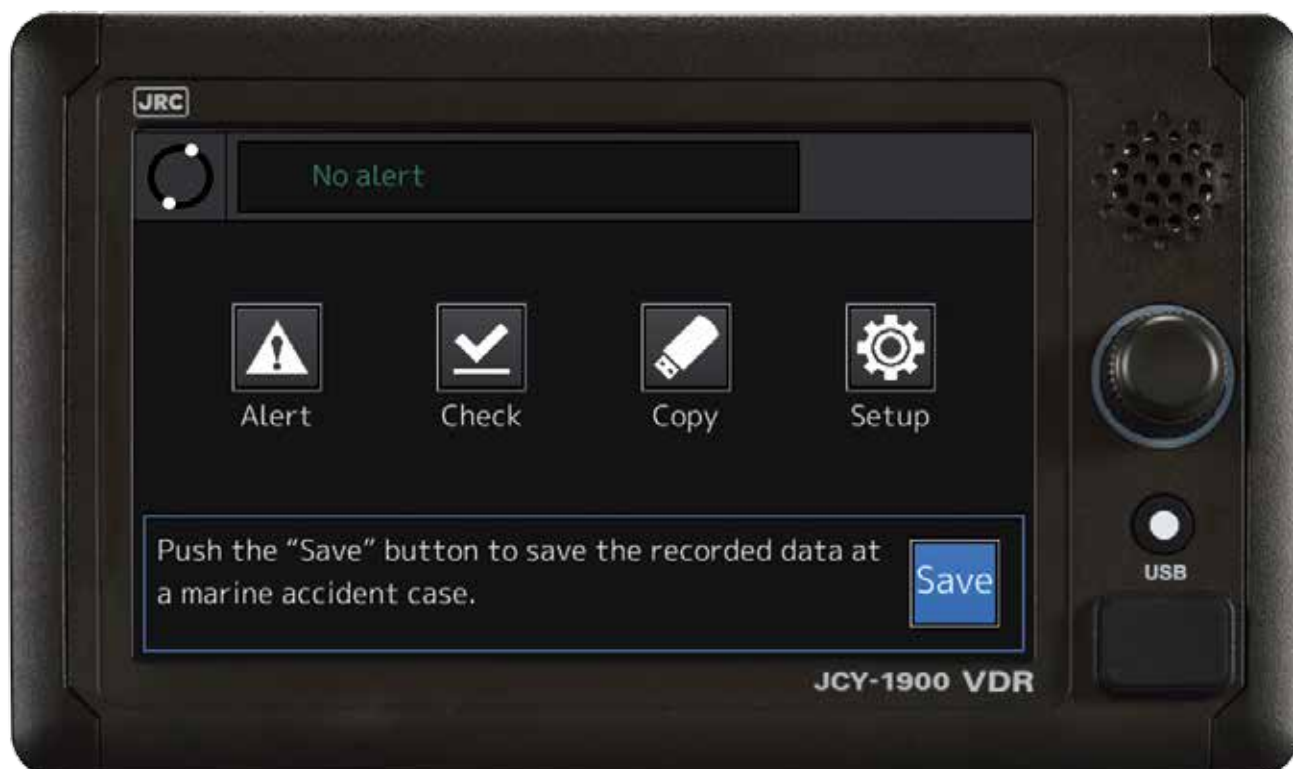 JRC
No alert
Alert
Check
Copy
Setup
Push the “Save” button to save the recorded data at
a marine accident case.
Save
USB
JCY-1900 VDR